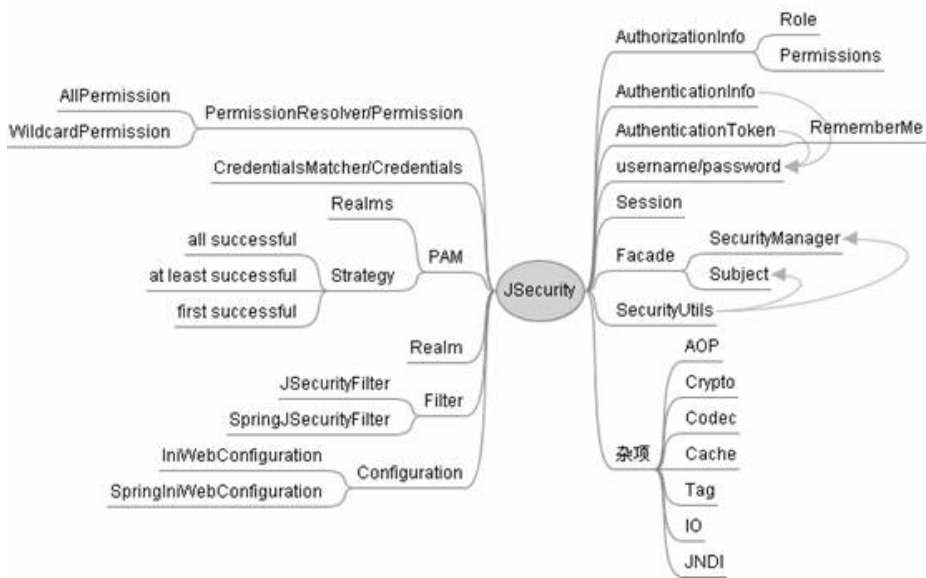 AllPermission
WildcardPermission
PermissionResolver/Permission
CredentialsMatcher/Credentials
Realms
all successful
at least successful
first successful
Strategy
PAM
Realm
JSecurityFilter
SpringJSecurityFilter
Filter
IniWebConfiguration
SpringIniWebConfiguration
Configuration
JSecurity
AuthorizationInfo
Role
Permissions
AuthenticationInfo
AuthenticationToken
RememberMe
username/password
Session
Facade
SecurityManager
Subject
SecurityUtils
杂项
AOP
Crypto
Codec
Cache
Tag
IO
JNDI